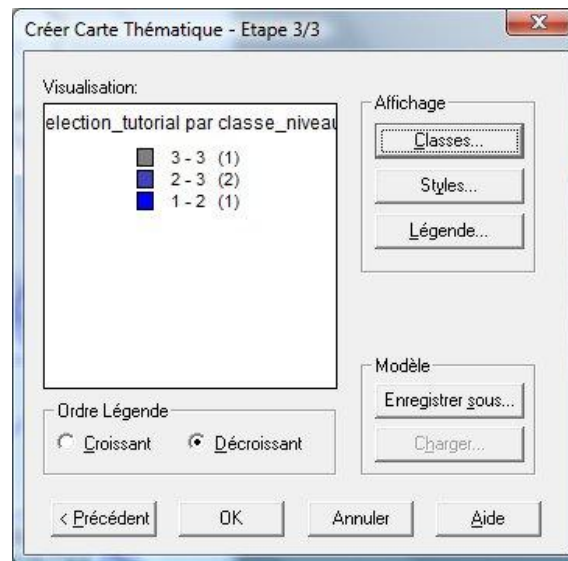 Créer Carte Thématique - Etape 3/3
Visualisation:
election_tutorial par classe_niveau
3 - 3 (1)
2 - 3 (2)
1 - 2 (1)
Affichage
Classes...
Styles...
Légende...
Modèle
Enregistrer sous...
Charger...
Ordre Légende
Croissant
Décroissant
< Précédent
OK
Annuler
Aide